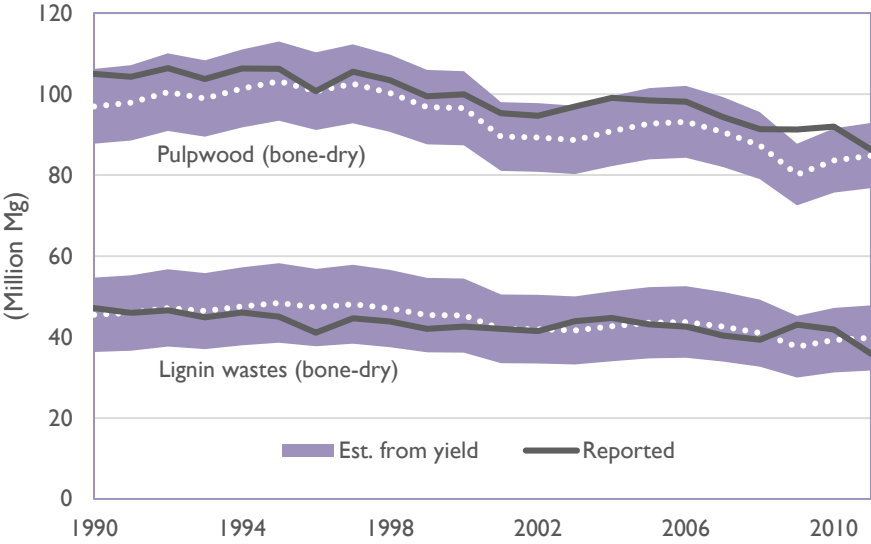 120
100
80
60
40
20
0
(Million Mg)
Pulpwood (bone-dry)
Lignin wastes (bone-dry)
Est. from yield
Reported
1990
1994
1998
2002
2006
2010